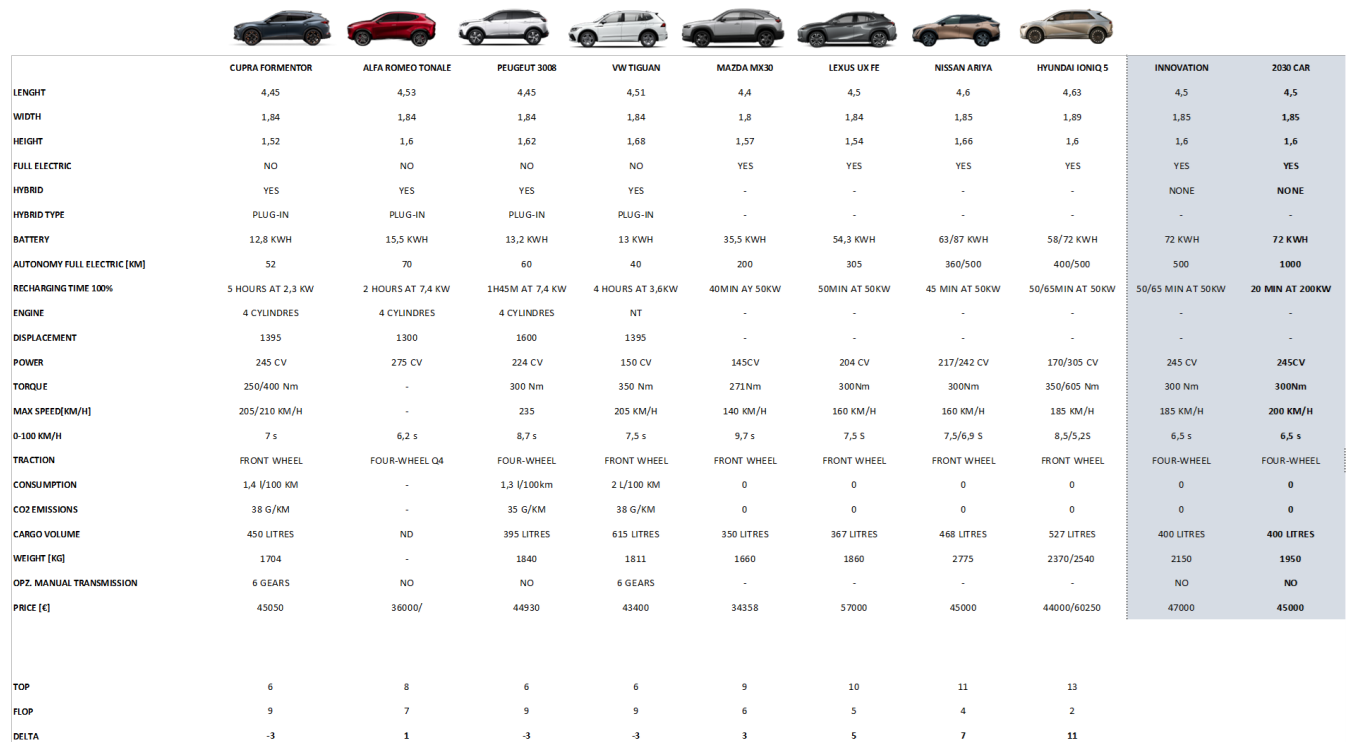 CUPRA FORMENTOR ALFA ROMEO TONALE PEUGEUT 3008 VW TIGUAN MAZDA MX30 LEXUS UX FE NISSAN ARIYA HYUNDAI IONIQ 5 INNOVATION 2030 CAR
LENGHT 4,45 4,53 4,45 4,51 4,4 4,5 4,6 4,63 4,5 4,5
WIDTH 1,84 1,84 1,84 1,84 1,8 1,84 1,85 1,89 1,85 1,85
HEIGHT 1,52 1,6 1,62 1,68 1,57 1,54 1,66 1,6 1,6 1,6
FULL ELECTRIC NO NO NO NO YES YES YES YES YES YES
HYBRID YES YES YES YES - - - - NONE NONE
HYBRID TYPE PLUG-IN PLUG-IN PLUG-IN PLUG-IN - - - - - -
BATTERY 12,8 KWH 15,5 KWH 13,2 KWH 13 KWH 35,5 KWH 54,3 KWH 63/87 KWH 58/72 KWH 72 KWH 72 KWH
AUTONOMY FULL ELECTRIC [KM] 52 70 60 40 200 305 360/500 400/500 500 1000
RECHARGING TIME 100% 5 HOURS AT 2,3 KW 2 HOURS AT 7,4 KW 1H45M AT 7,4 KW 4 HOURS AT 3,6KW 40MIN AY 50KW 50MIN AT 50KW 45 MIN AT 50KW 50/65MIN AT 50KW 50/65 MIN AT 50KW 20 MIN AT 200KW
ENGINE 4 CYLINDRES 4 CYLINDRES 4 CYLINDRES NT - - - - - -
DISPLACEMENT 1395 1300 1600 1395 - - - - - -
POWER 245 CV 275 CV 224 CV 150 CV 145CV 204 CV 217/242 CV 170/305 CV 245 CV 245CV
TORQUE 250/400 Nm - 300 Nm 350 Nm 271Nm 300Nm 300Nm 350/605 Nm 300 Nm 300Nm
MAX SPEED[KM/H] 205/210 KM/H - 235 205 KM/H 140 KM/H 160 KM/H 160 KM/H 185 KM/H 185 KM/H 200 KM/H
0-100 KM/H 7 s 6,2 s 8,7 s 7,5 s 9,7 s 7,5 S 7,5/6,9 S 8,5/5,2S 6,5 s 6,5 s
TRACTION FRONT WHEEL FOUR-WHEEL Q4 FOUR-WHEEL FRONT WHEEL FRONT WHEEL FRONT WHEEL FRONT WHEEL FRONT WHEEL FOUR-WHEEL FOUR-WHEEL
CONSUMPTION 1,4 l/100 KM - 1,3 l/100km 2 L/100 KM 0 0 0 0 0 0
CO2 EMISSIONS 38 G/KM - 35 G/KM 38 G/KM 0 0 0 0 0 0
CARGO VOLUME 450 LITRES ND 395 LITRES 615 LITRES 350 LITRES 367 LITRES 468 LITRES 527 LITRES 400 LITRES 400 LITRES
WEIGHT [KG] 1704 - 1840 1811 1660 1860 2775 2370/2540 2150 1950
OPZ. MANUAL TRANSMISSION 6 GEARS NO NO 6 GEARS - - - - NO NO
PRICE [€] 45050 36000/ 44930 43400 34358 57000 45000 44000/60250 47000 45000
TOP 6 8 6 6 9 10 11 13
FLOP 9 7 9 9 6 5 4 2
DELTA -3 1 -3 -3 3 5 7 11